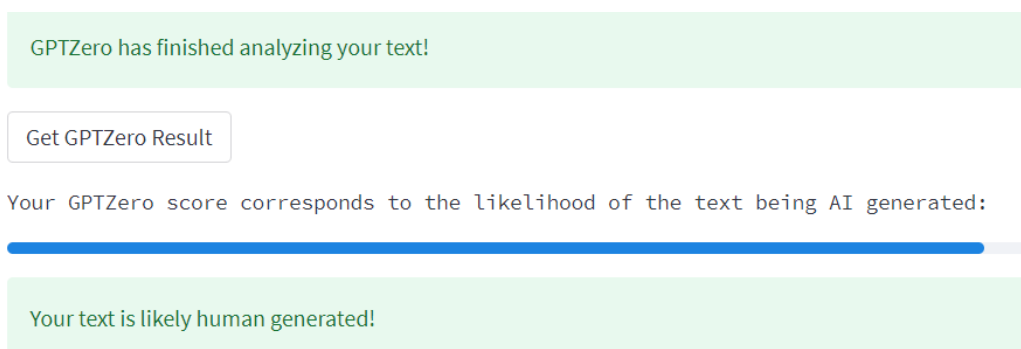 GPTZero has finished analyzing your text!
Get GPTZero Result
Your GPTZero score corresponds to the likelihood of the text being AI generated:
Your text is likely human generated!